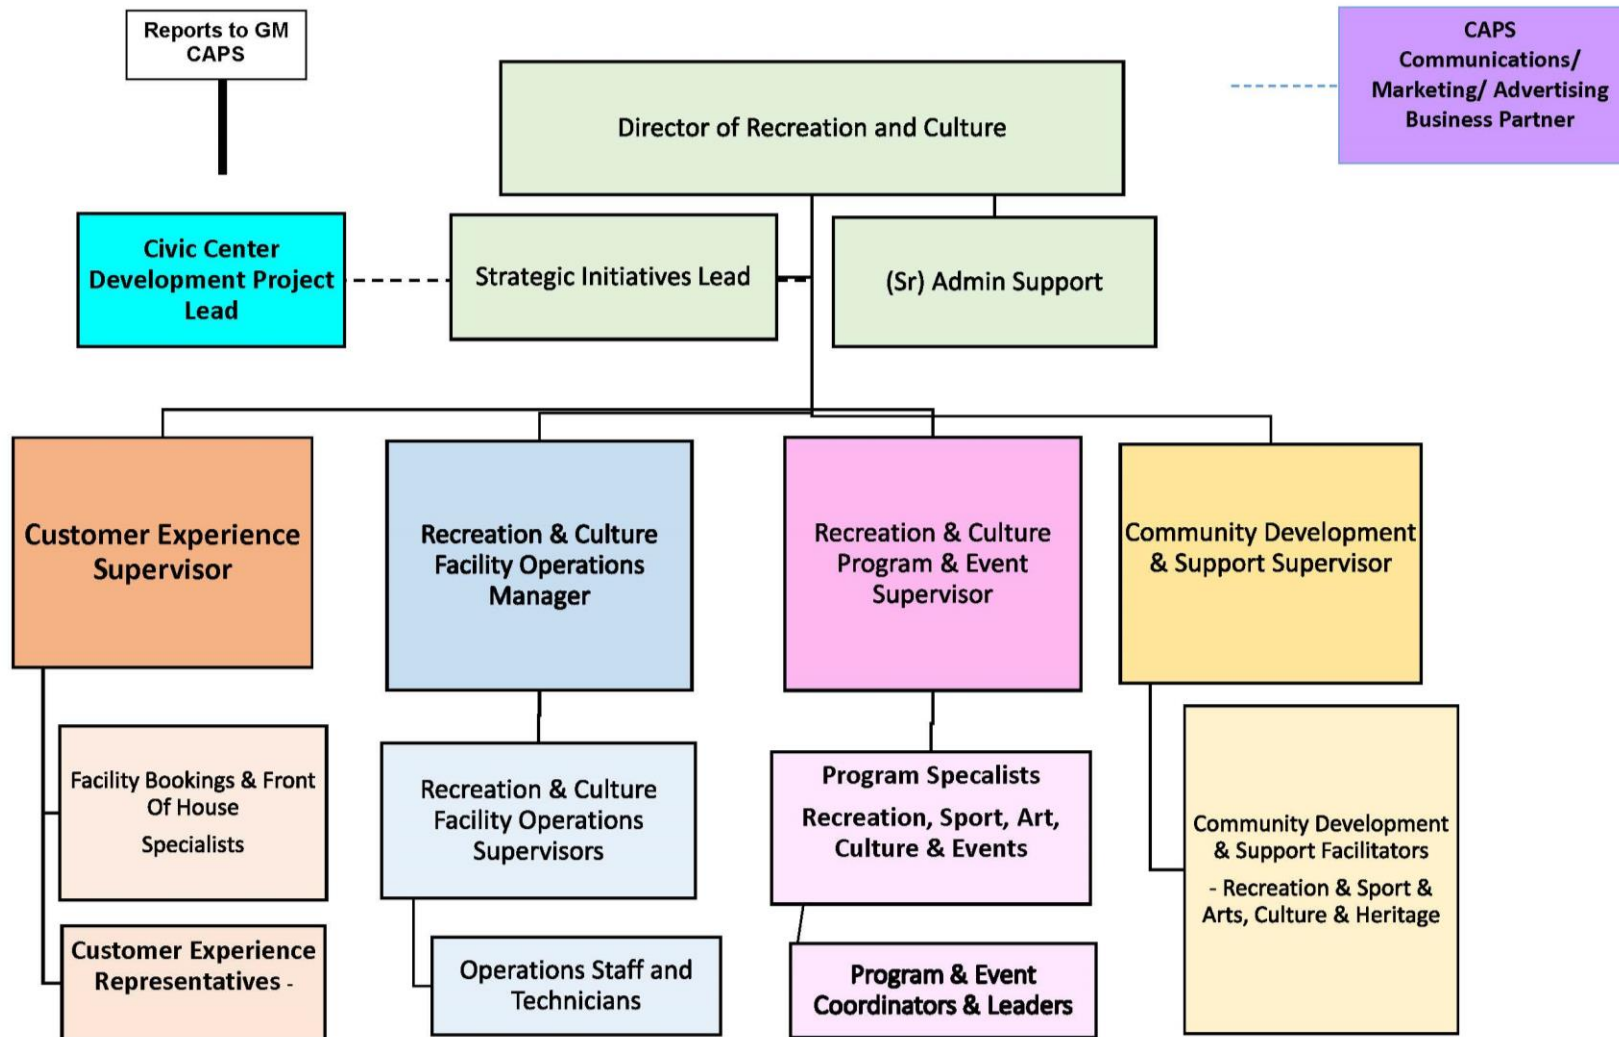 Reports to GM
CAPS
CAPS
Communications/
Marketing/ Advertising
Business Partner
Director of Recreation and Culture
Civic Center
Development Project
Lead
Strategic Initiatives Lead
(Sr) Admin Support
Customer Experience
Supervisor
Recreation & Culture
Facility Operations
Manager
Recreation & Culture
Program & Event
Supervisor
Community Development
& Support Supervisor
Facility Bookings & Front
Of House
Specialists
Recreation & Culture
Facility Operations
Supervisors
Program Specalists
Recreation, Sport, Art,
Culture & Events
Community Development
& Support Facilitators
- Recreation & Sport &
Arts, Culture & Heritage
Customer Experience
Representatives -
Operations Staff and
Technicians
Program & Event
Coordinators & Leaders